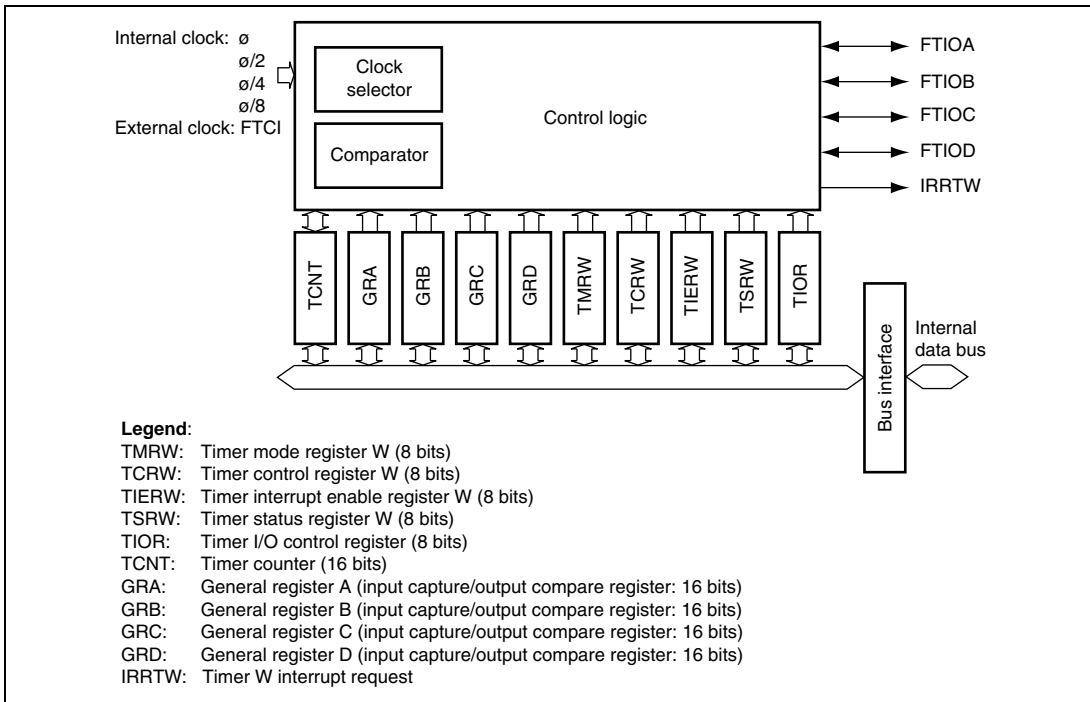 Internal clock: ø
ø/2
ø/4
ø/8
External clock: FTCI
Clock
selector
Comparator
Control logic
FTIOA
FTIOB
FTIOC
FTIOD
IRRTW
TCNT
GRA
GRB
GRC
GRD
TMRW
TCRW
TIERW
TSRW
TIOR
Bus interface
Internal
data bus
Legend:
TMRW: Timer mode register W (8 bits)
TCRW: Timer control register W (8 bits)
TIERW: Timer interrupt enable register W (8 bits)
TSRW: Timer status register W (8 bits)
TIOR: Timer I/O control register (8 bits)
TCNT: Timer counter (16 bits)
GRA: General register A (input capture/output compare register: 16 bits)
GRB: General register B (input capture/output compare register: 16 bits)
GRC: General register C (input capture/output compare register: 16 bits)
GRD: General register D (input capture/output compare register: 16 bits)
IRRTW: Timer W interrupt request